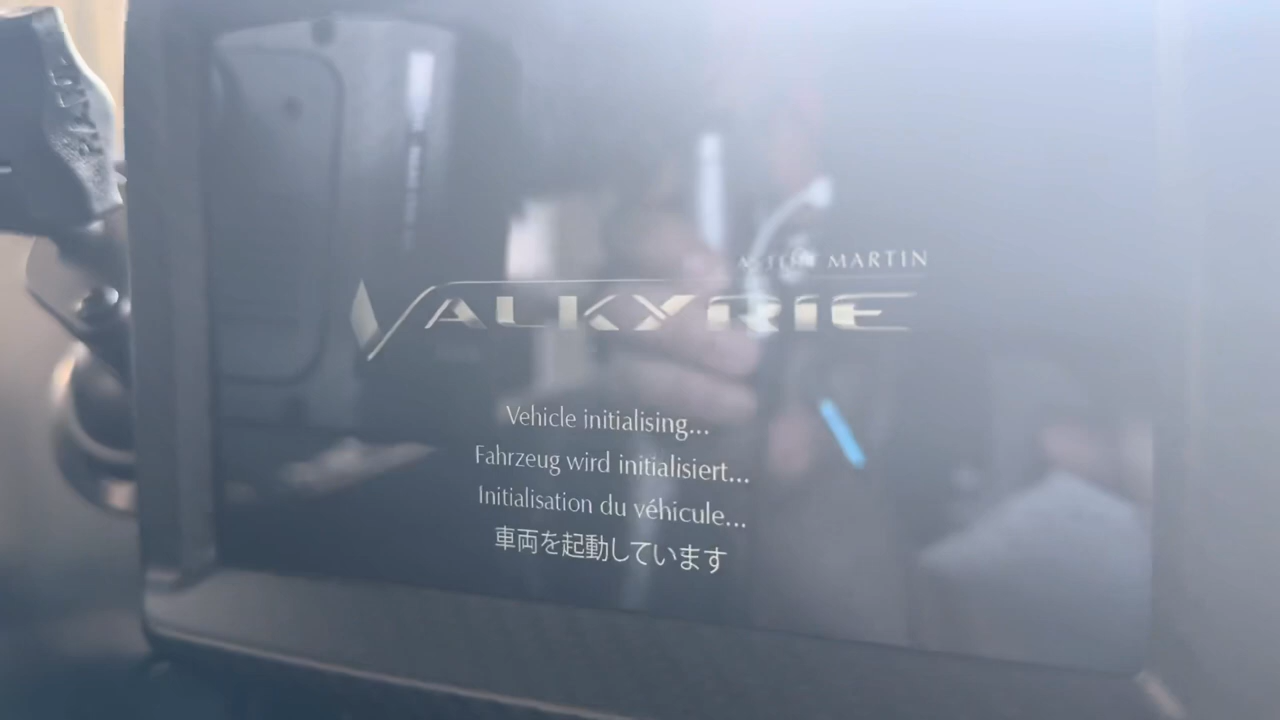 ASTON MARTIN
VALKYRIE
Vehicle initialising...
Fahrzeug wird initialisiert...
Initialisation du véhicule...
車両を起動しています